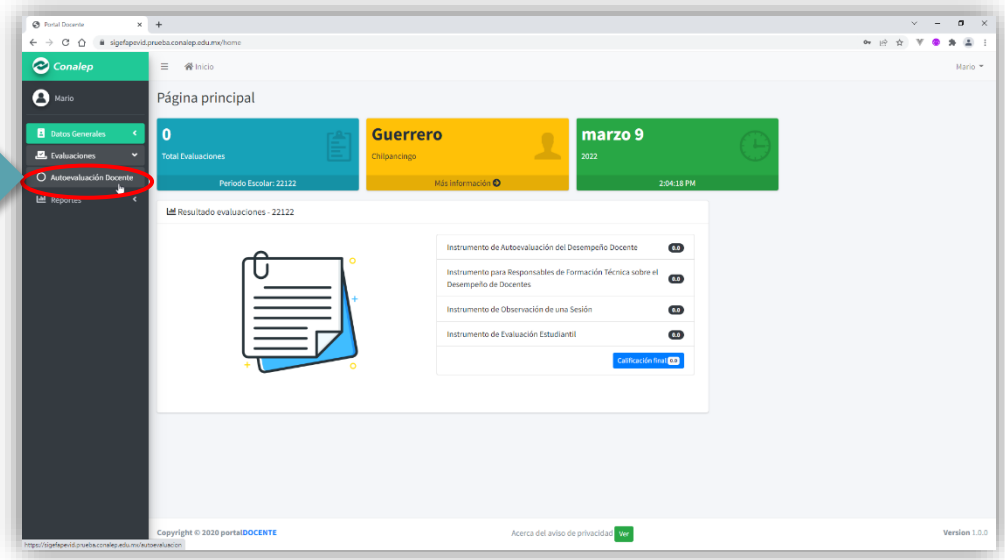 Portal Docente
sigefapevid.prueba.conalep.edu.mx/home
Conalep
Inicio
Mario
Mario
Página principal
Datos Generales
Evaluaciones
Autoevaluación Docente
Reportes
0
Total Evaluaciones
Periodo Escolar: 22122
Guerrero
Chilpancingo
Más información
marzo 9
2022
2:04:18 PM
Resultado evaluaciones - 22122
Instrumento de Autoevaluación del Desempeño Docente 0.0
Instrumento para Responsables de Formación Técnica sobre el
Desempeño de Docentes 0.0
Instrumento de Observación de una Sesión 0.0
Instrumento de Evaluación Estudiantil 0.0
Calificación final 0.0
Copyright © 2020 portalDOCENTE
Acerca del aviso de privacidad Ver
Version 1.0.0
https://sigefapevid.prueba.conalep.edu.mx/autoevaluacion